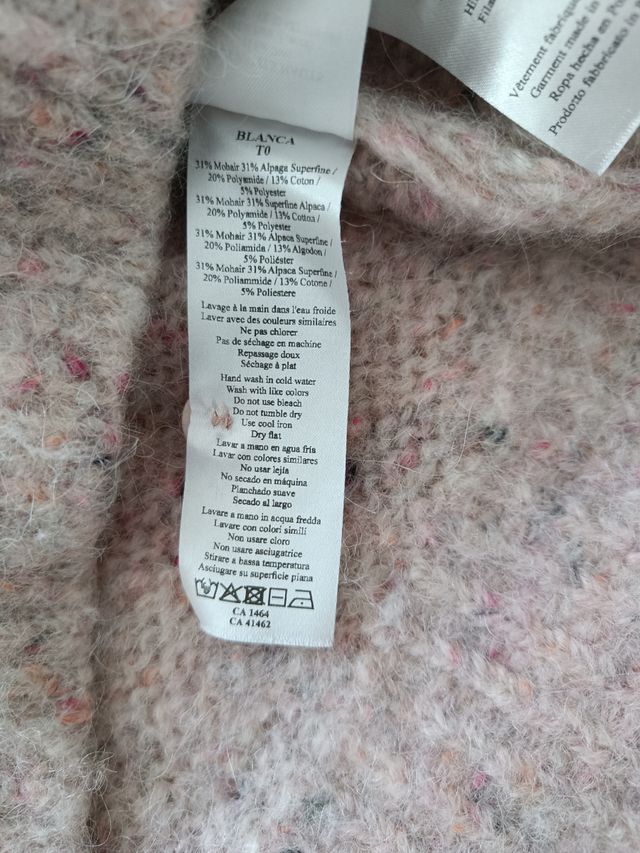 BLANCA
T0
31% Mohair 31% Alpaga Superfine /
20% Polyamide / 13% Coton /
5% Polyester
31% Mohair 31% Superfine Alpaca /
20% Polyamide / 13% Cotton /
5% Polyester
31% Mohair 31% Alpaca Superfine /
20% Poliamida / 13% Algodon /
5% Poliéster
31% Mohair 31% Alpaca Superfine /
20% Poliammide / 13% Cotone /
5% Poliestere
Lavage à la main dans l'eau froide
Laver avec des couleurs similaires
Ne pas chlorer
Pas de séchage en machine
Repassage doux
Séchage à plat
Hand wash in cold water
Wash with like colors
Do not use bleach
Do not tumble dry
Use cool iron
Dry flat
Lavar a mano en agua fría
Lavar con colores similares
No usar lejía
No secado en máquina
Planchado suave
Secado al largo
Lavare a mano in acqua fredda
Lavare con colori simili
Non usare cloro
Non usare asciugatrice
Stirare a bassa temperatura
Asciugare su superficie piana
CA 1464
CA 41462
Vêtement fabriqué
Garment made in
Ropa hecha en Po
Prodotto fabbricato in